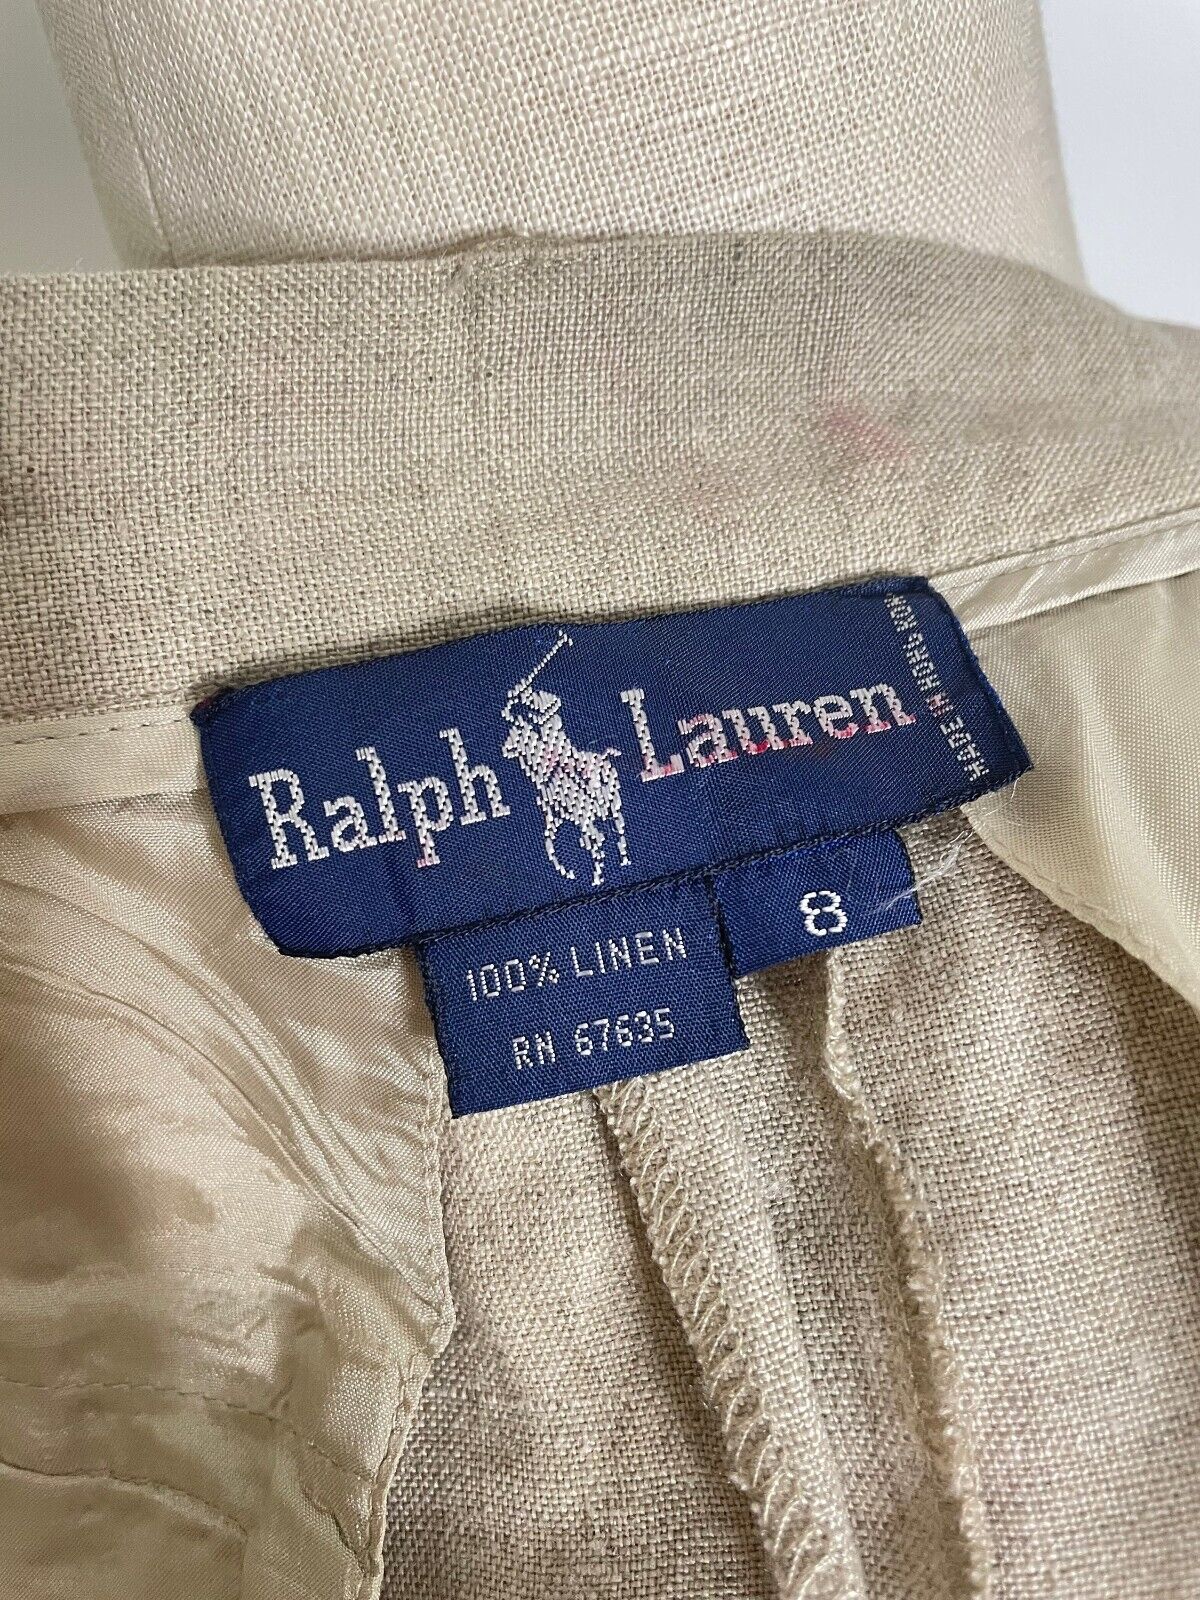 Ralph Lauren
MADE IN HONG KONG
100% LINEN
RN 67635
8